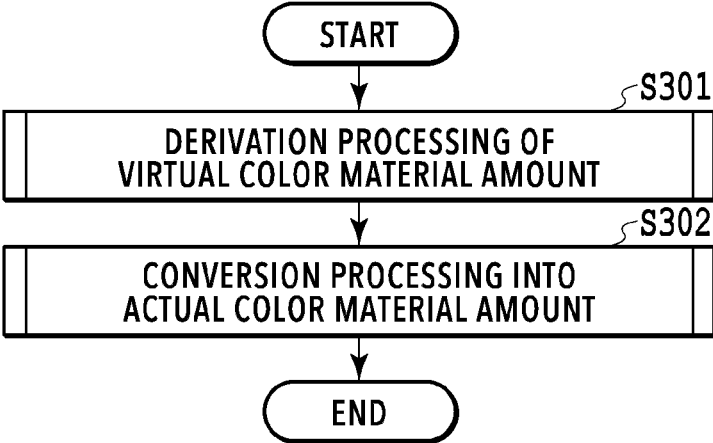 START
S301
DERIVATION PROCESSING OF
VIRTUAL COLOR MATERIAL AMOUNT
S302
CONVERSION PROCESSING INTO
ACTUAL COLOR MATERIAL AMOUNT
END